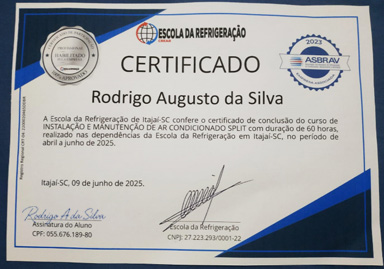 ESCOLA DA REFRIGERAÇÃO
HABILITADO
2023
ASBRAV
CERTIFICADO
Rodrigo Augusto da Silva
A Escola da Refrigeração de Itajaí-SC confere o certificado de conclusão do curso de
INSTALAÇÃO E MANUTENÇÃO DE AR CONDICIONADO SPLIT com duração de 60 horas,
realizado nas dependências da Escola da Refrigeração em Itajaí-SC, no período de
abril a junho de 2025.
Itajaí-SC, 09 de junho de 2025.
Rodrigo A da Silva
Assinatura do Aluno
CPF: 055.676.189-80
Escola da Refrigeração
CNPJ: 27.223.293/0001-22